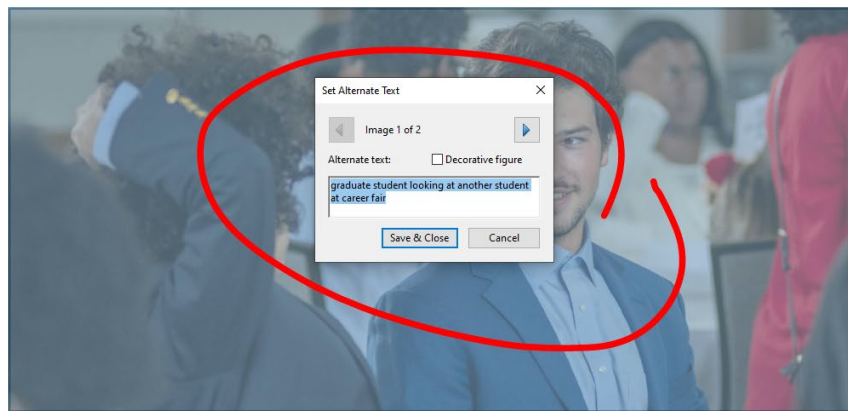 Set Alternate Text
Image 1 of 2
Alternate text: Decorative figure
graduate student looking at another student
at career fair
Save & Close Cancel